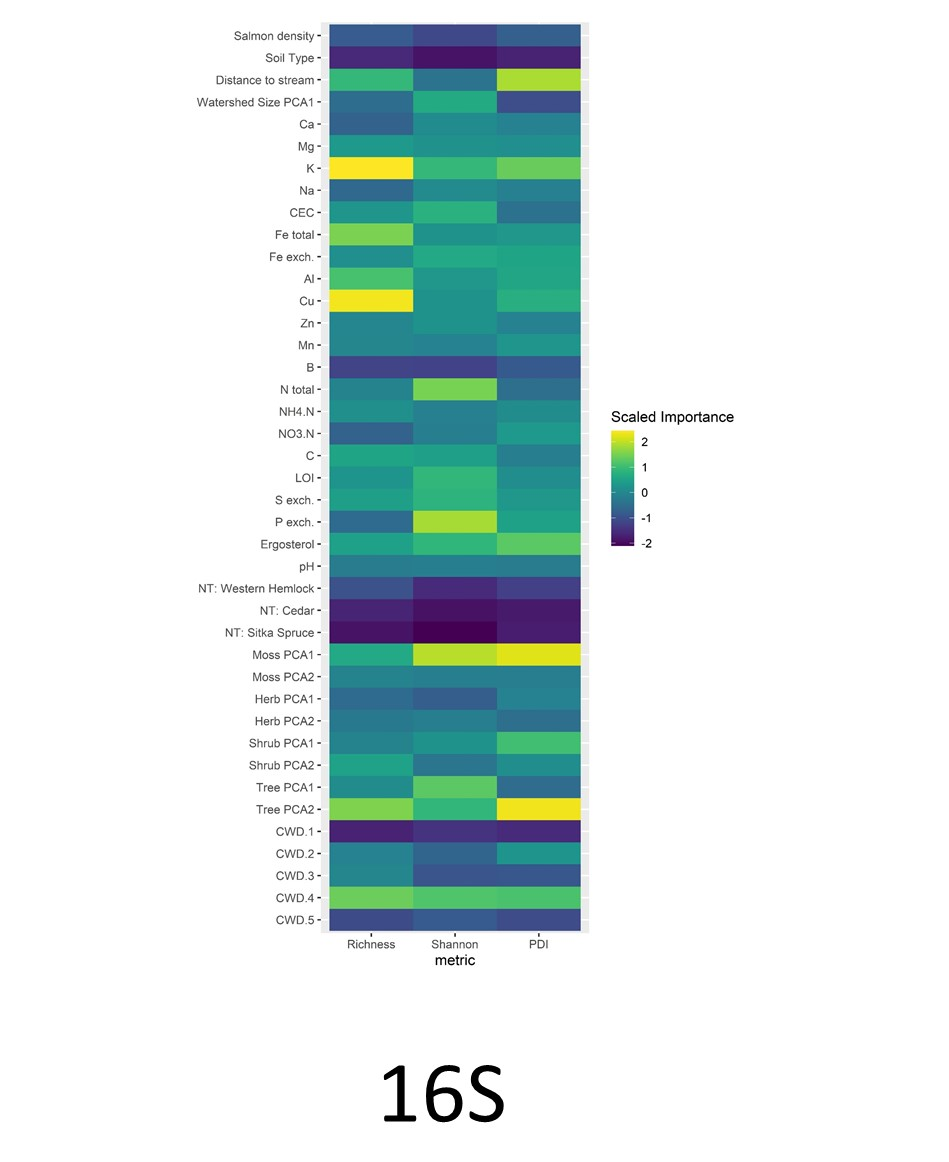 Salmon density
Soil Type
Distance to stream
Watershed Size PCA1
Ca
Mg
K
Na
CEC
Fe total
Fe exch.
Al
Cu
Zn
Mn
B
N total
NH4.N
NO3.N
C
LOI
S exch.
P exch.
Ergosterol
pH
NT: Western Hemlock
NT: Cedar
NT: Sitka Spruce
Moss PCA1
Moss PCA2
Herb PCA1
Herb PCA2
Shrub PCA1
Shrub PCA2
Tree PCA1
Tree PCA2
CWD.1
CWD.2
CWD.3
CWD.4
CWD.5
Richness Shannon PDI
metric
Scaled Importance
2
1
0
-1
-2
16S